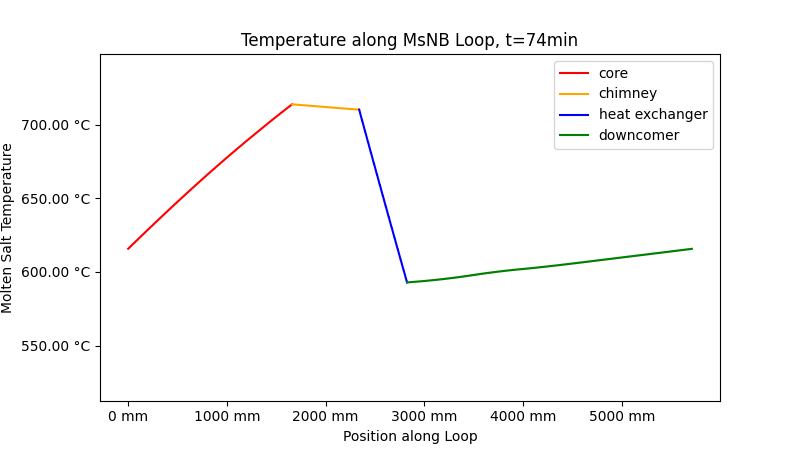 Temperature along MsNB Loop, t=74min
core
chimney
heat exchanger
downcomer
Molten Salt Temperature
700.00 °C
650.00 °C
600.00 °C
550.00 °C
0 mm
1000 mm
2000 mm
3000 mm
4000 mm
5000 mm
Position along Loop